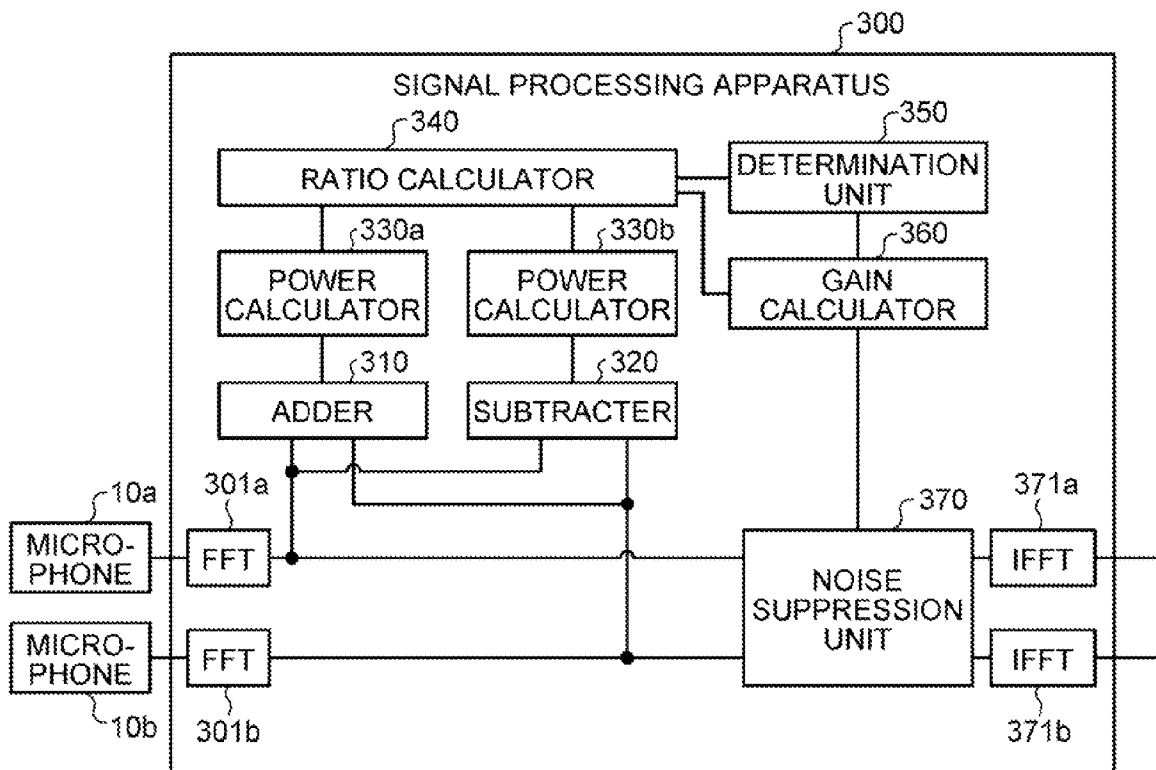 300
SIGNAL PROCESSING APPARATUS
340
350
RATIO CALCULATOR
DETERMINATION
UNIT
330a
330b
360
POWER
CALCULATOR
POWER
CALCULATOR
GAIN
CALCULATOR
310
320
ADDER
SUBTRACTER
10a
301a
370
371a
MICRO-
PHONE
FFT
NOISE
SUPPRESSION
UNIT
IFFT
MICRO-
PHONE
FFT
IFFT
10b
301b
371b